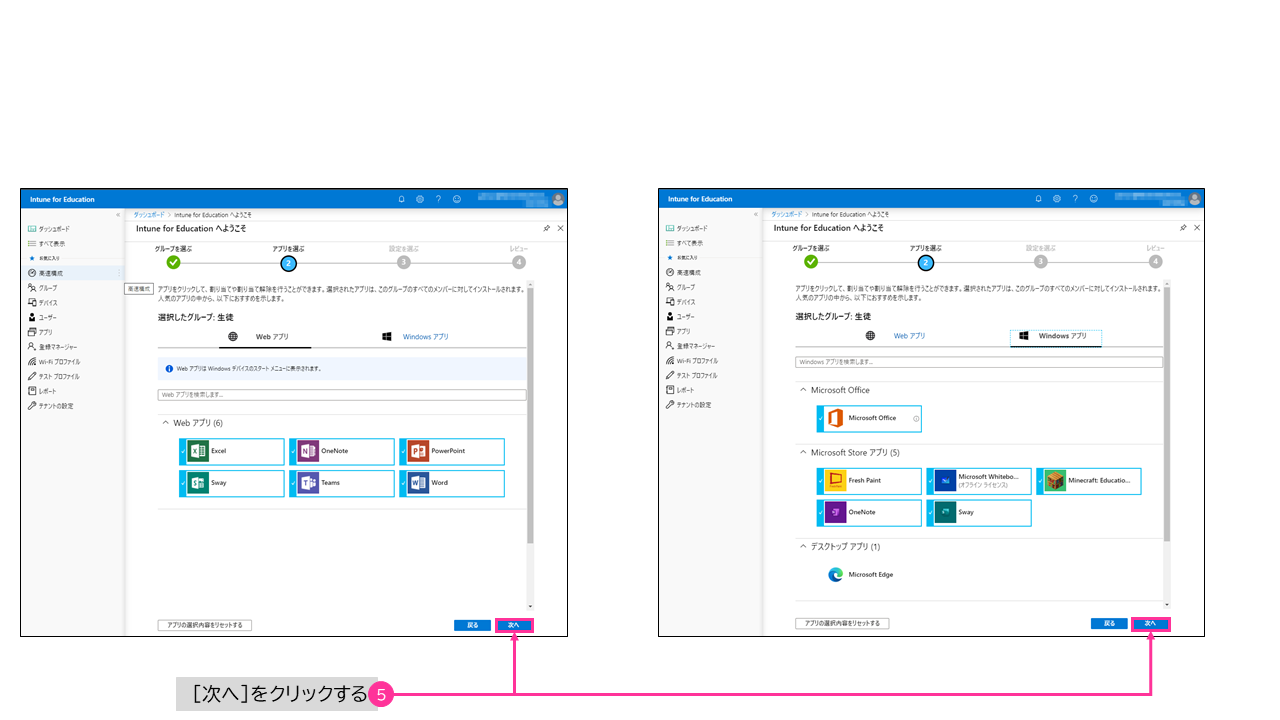 Intune for Education
ダッシュボード > Intune for Education へようこそ
Intune for Education へようこそ
ダッシュボード
すべて表示
お気に入り
高速構成
グループ
デバイス
ユーザー
アプリ
登録マネージャー
Wi-Fi プロファイル
テスト プロファイル
レポート
テナントの設定
高速構成
グループを選ぶ
アプリを選ぶ
設定を選ぶ
レビュー
2
3
4
アプリをクリックして、割り当てや割り当て解除を行うことができます。選択されたアプリは、このグループのすべてのメンバーに対してインストールされます。
人気のアプリの中から、以下におすすめを示します。
選択したグループ: 生徒
Web アプリ
Windows アプリ
Web アプリは Windows デバイスのスタート メニューに表示されます。
Web アプリを検索します...
Web アプリ (6)
Excel
OneNote
PowerPoint
Sway
Teams
Word
アプリの選択内容をリセットする
戻る
次へ
Intune for Education
ダッシュボード > Intune for Education へようこそ
Intune for Education へようこそ
ダッシュボード
すべて表示
お気に入り
高速構成
グループ
デバイス
ユーザー
アプリ
登録マネージャー
Wi-Fi プロファイル
テスト プロファイル
レポート
テナントの設定
グループを選ぶ
アプリを選ぶ
設定を選ぶ
レビュー
2
3
4
アプリをクリックして、割り当てや割り当て解除を行うことができます。選択されたアプリは、このグループのすべてのメンバーに対してインストールされます。
人気のアプリの中から、以下におすすめを示します。
選択したグループ: 生徒
Web アプリ
Windows アプリ
Windows アプリを検索します...
Microsoft Office
Microsoft Office
Microsoft Store アプリ (5)
Fresh Paint
Microsoft Whitebo...
(オフライン ライセンス)
Minecraft: Educatio...
OneNote
Sway
デスクトップ アプリ (1)
Microsoft Edge
アプリの選択内容をリセットする
戻る
次へ
［次へ］をクリックする 5